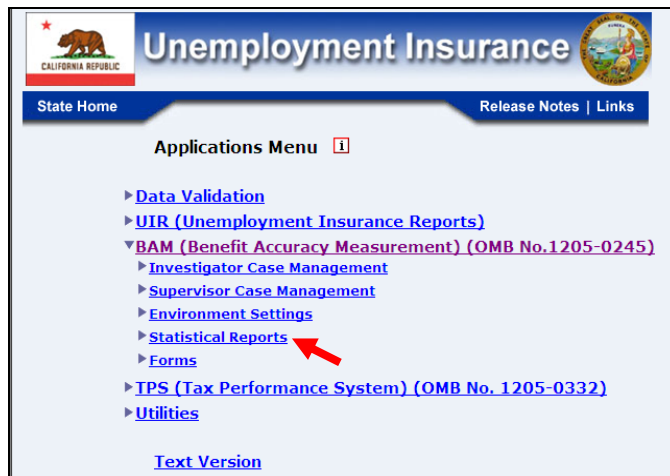 CALIFORNIA REPUBLIC
Unemployment Insurance
State Home
Release Notes | Links
Applications Menu i
Data Validation
UIR (Unemployment Insurance Reports)
BAM (Benefit Accuracy Measurement) (OMB No.1205-0245)
Investigator Case Management
Supervisor Case Management
Environment Settings
Statistical Reports
Forms
TPS (Tax Performance System) (OMB No. 1205-0332)
Utilities
Text Version